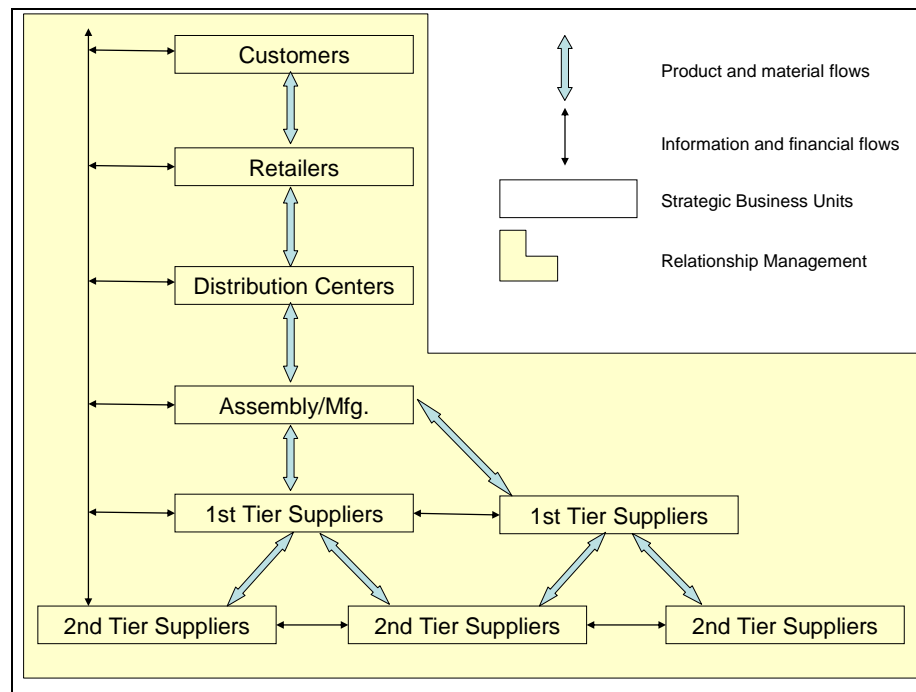 Customers
Retailers
Distribution Centers
Assembly/Mfg.
1st Tier Suppliers
1st Tier Suppliers
2nd Tier Suppliers
2nd Tier Suppliers
2nd Tier Suppliers
Product and material flows
Information and financial flows
Strategic Business Units
Relationship Management